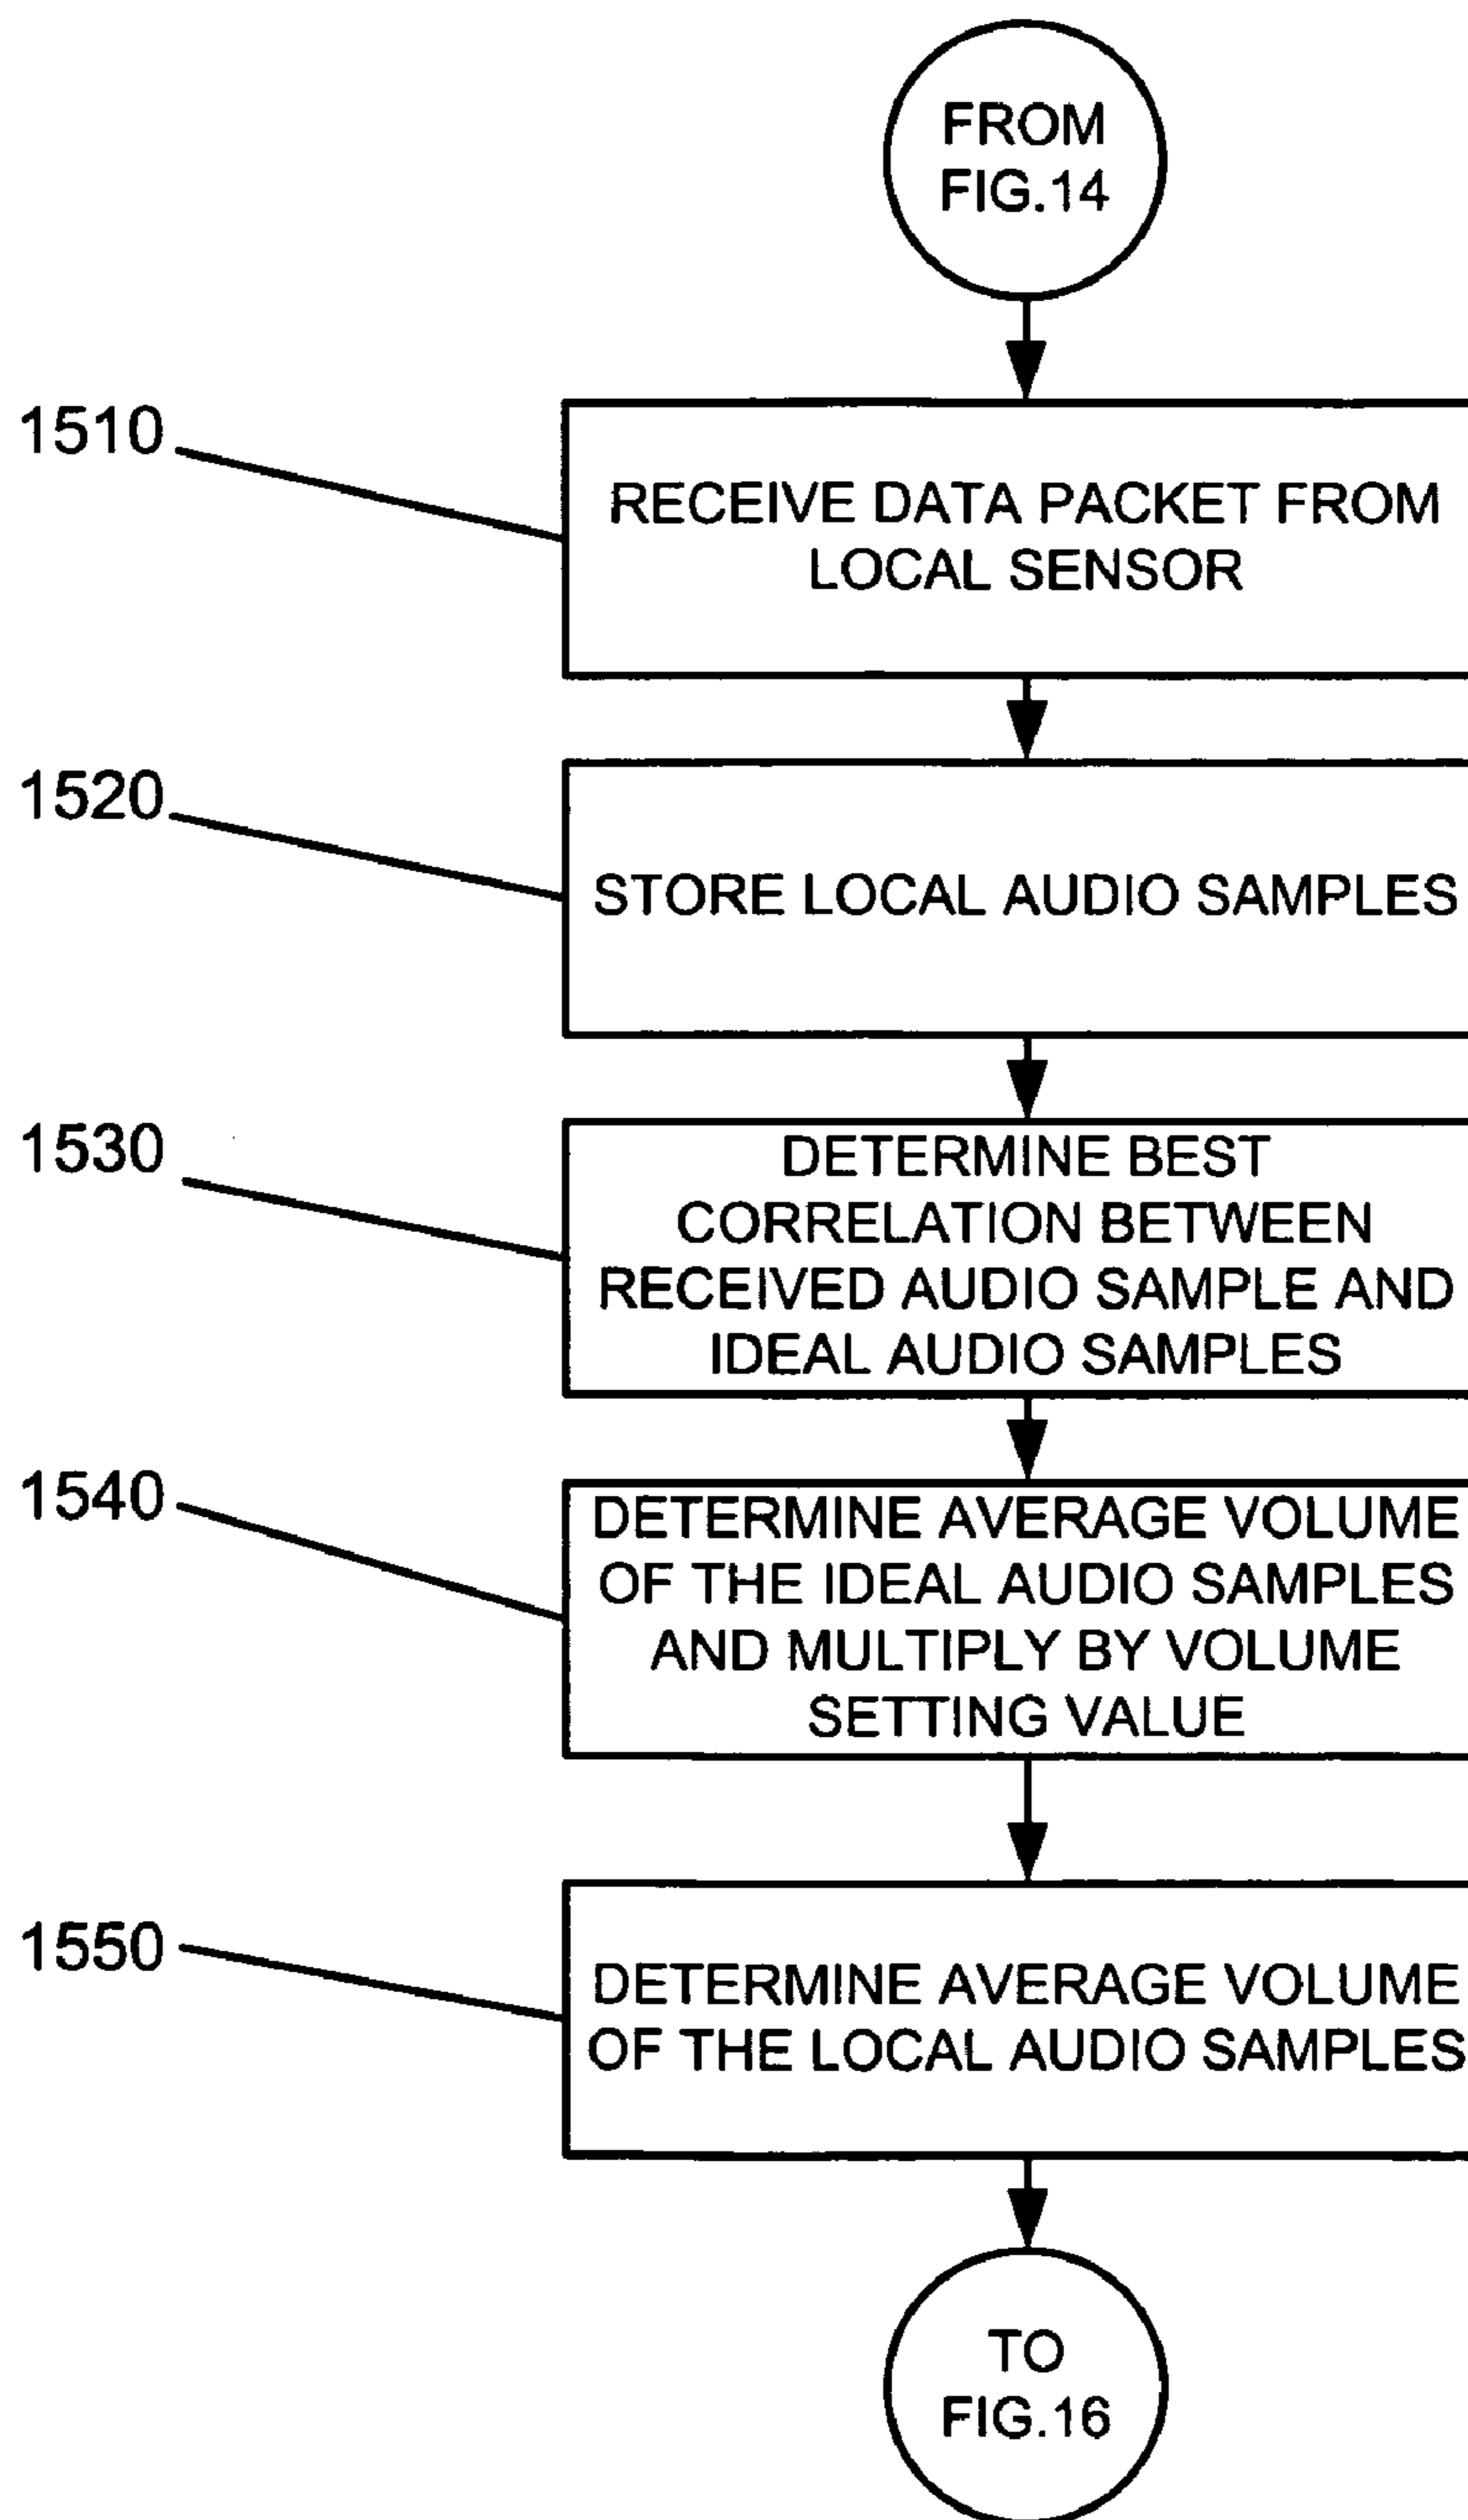 FROM
FIG.14
1510
RECEIVE DATA PACKET FROM
LOCAL SENSOR
1520
STORE LOCAL AUDIO SAMPLES
1530
DETERMINE BEST
CORRELATION BETWEEN
RECEIVED AUDIO SAMPLE AND
IDEAL AUDIO SAMPLES
1540
DETERMINE AVERAGE VOLUME
OF THE IDEAL AUDIO SAMPLES
AND MULTIPLY BY VOLUME
SETTING VALUE
1550
DETERMINE AVERAGE VOLUME
OF THE LOCAL AUDIO SAMPLES
TO
FIG.16